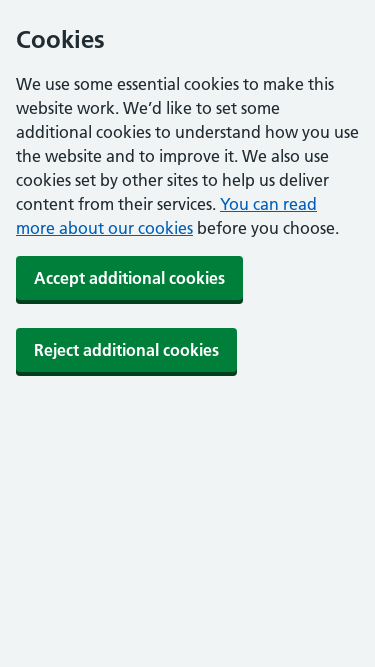 Cookies
We use some essential cookies to make this
website work. We’d like to set some
additional cookies to understand how you use
the website and to improve it. We also use
cookies set by other sites to help us deliver
content from their services. You can read
more about our cookies before you choose.
Accept additional cookies
Reject additional cookies